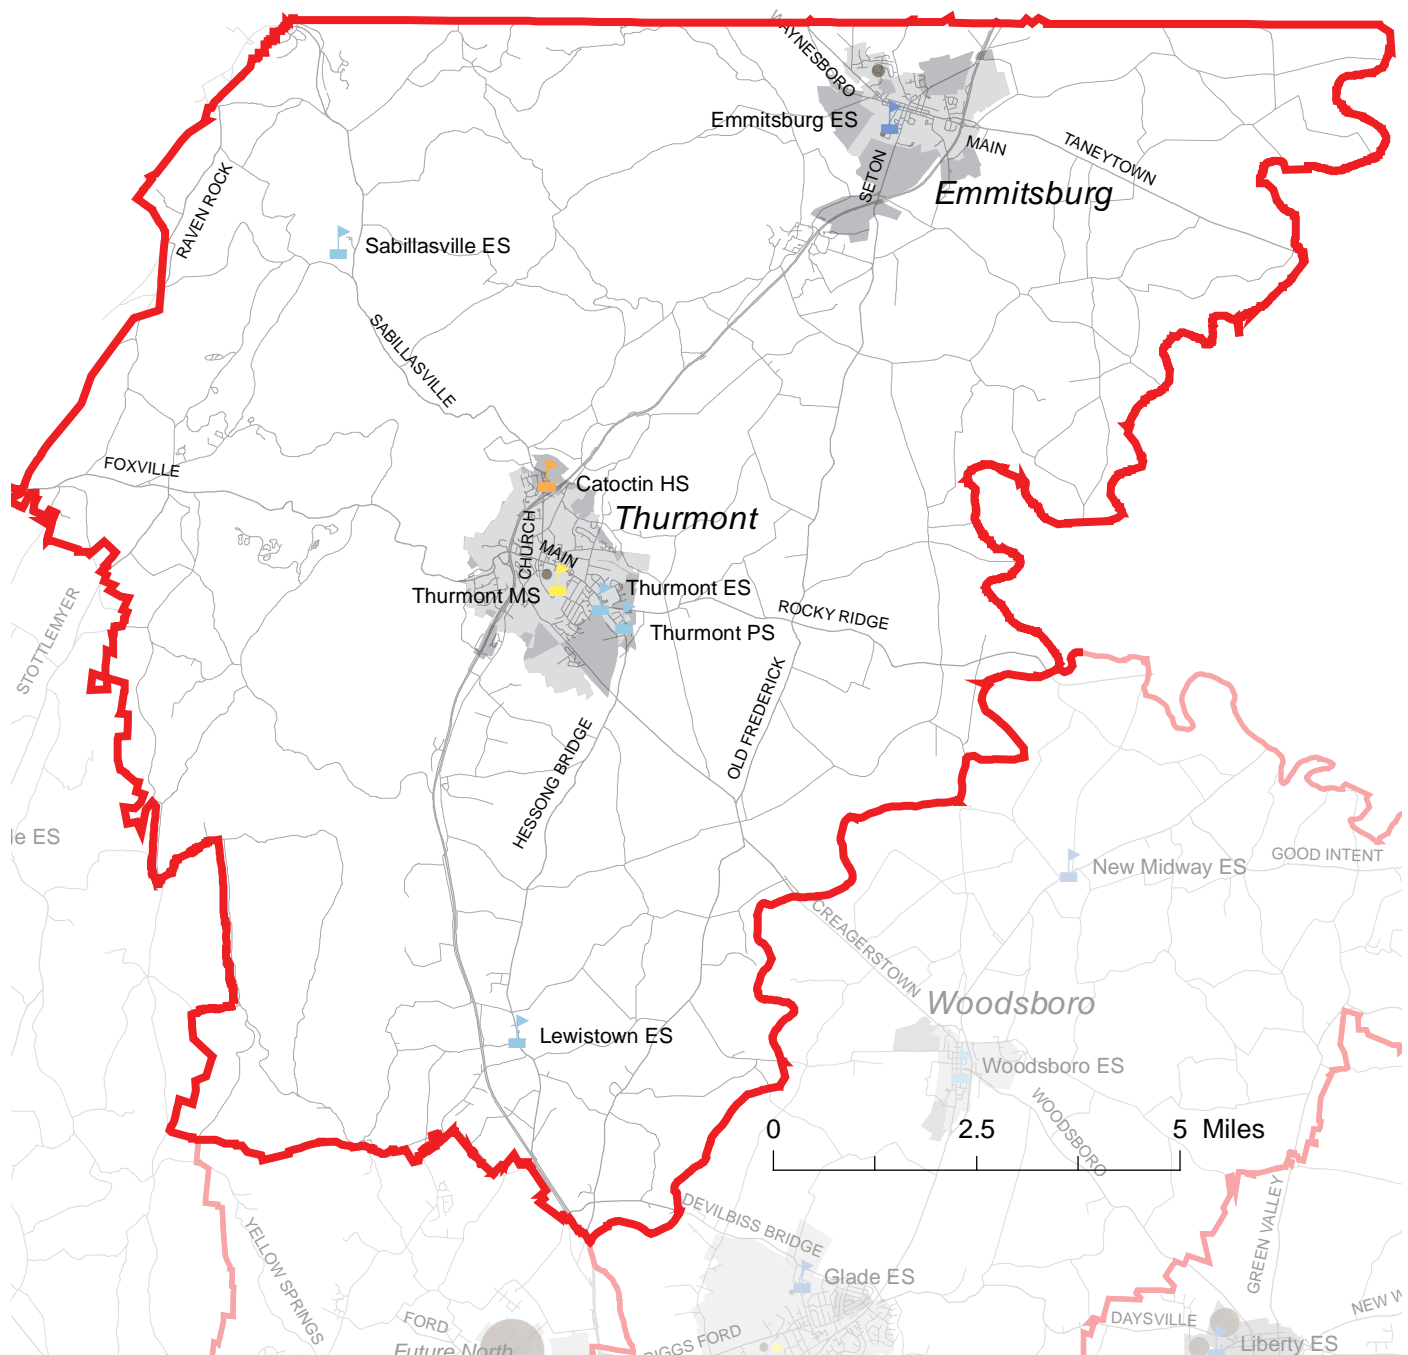 WAYNESBORO
Emmitsburg ES
MAIN
TANEYTOWN
SETON
Emmitsburg
RAVEN ROCK
Sabillasville ES
SABILLASVILLE
FOXVILLE
Catoctin HS
Thurmont
CHURCH
MAIN
Thurmont MS
Thurmont ES
ROCKY RIDGE
Thurmont PS
STOTTLEMYER
OLD FREDERICK
HESSONG BRIDGE
le ES
New Midway ES
GOOD INTENT
CREAGERSTOWN
Woodsboro
Lewistown ES
Woodsboro ES
WOODSBORO
0 2.5 5 Miles
DEVILBISS BRIDGE
GREEN VALLEY
YELLOW SPRINGS
Glade ES
FORD
DAYSVILLE
NEW W
Future North
RIGGS FORD
Liberty ES